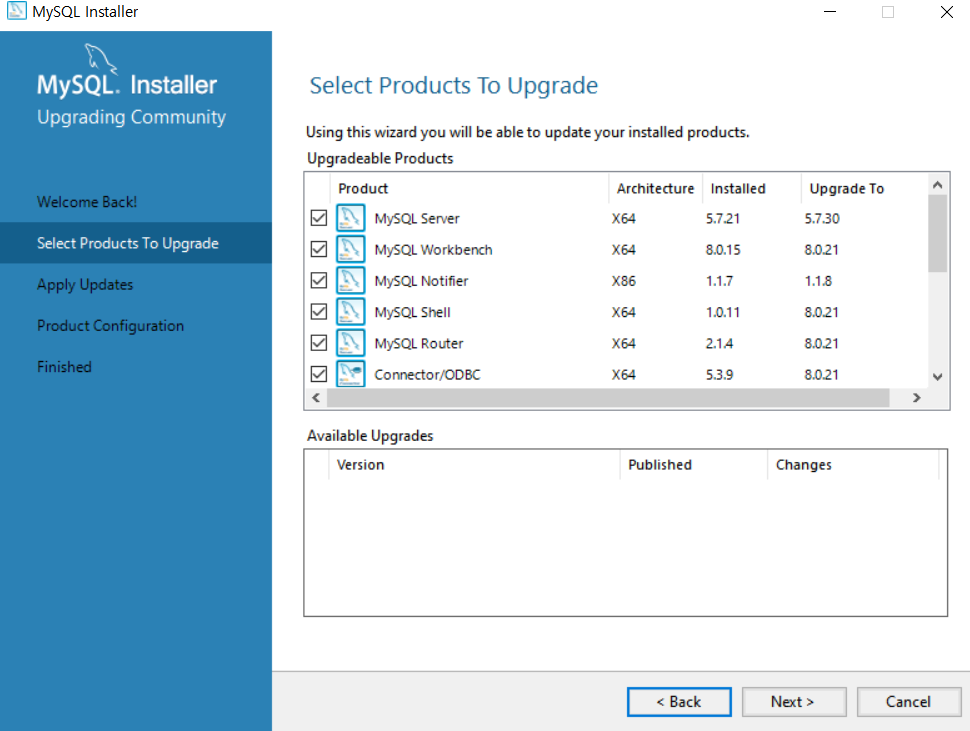 MySQL Installer
MySQL. Installer
Upgrading Community
Welcome Back!
Select Products To Upgrade
Apply Updates
Product Configuration
Finished
Select Products To Upgrade
Using this wizard you will be able to update your installed products.
Upgradeable Products
Product Architecture Installed Upgrade To
MySQL Server X64 5.7.21 5.7.30
MySQL Workbench X64 8.0.15 8.0.21
MySQL Notifier X86 1.1.7 1.1.8
MySQL Shell X64 1.0.11 8.0.21
MySQL Router X64 2.1.4 8.0.21
Connector/ODBC X64 5.3.9 8.0.21
Available Upgrades
Version Published Changes
< Back Next > Cancel